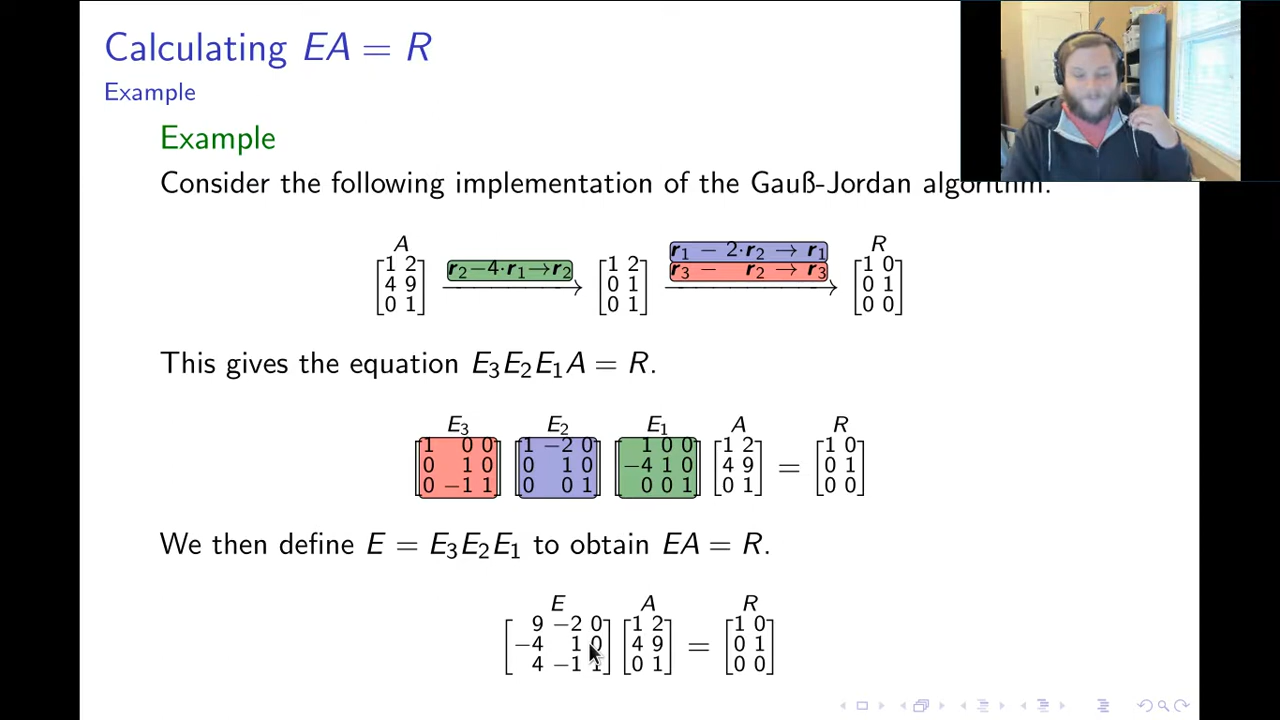 Calculating EA = R
Example
Example
Consider the following implementation of the Gauß-Jordan algorithm.
A R
1 2 r₂−4·r₁→r₂ 1 2 r₁ − 2·r₂ → r₁ 1 0
4 9 0 1 r₃ − r₂ → r₃ 0 1
0 1 0 1 0 0
This gives the equation E₃E₂E₁A = R.
E₃ E₂ E₁ A R
1 0 0 1 −2 0 1 0 0 1 2 1 0
0 1 0 0 1 0 −4 1 0 4 9 = 0 1
0 −1 1 0 0 1 0 0 1 0 1 0 0
We then define E = E₃E₂E₁ to obtain EA = R.
E A R
9 −2 0 1 2 1 0
−4 1 0 4 9 = 0 1
4 −1 1 0 1 0 0